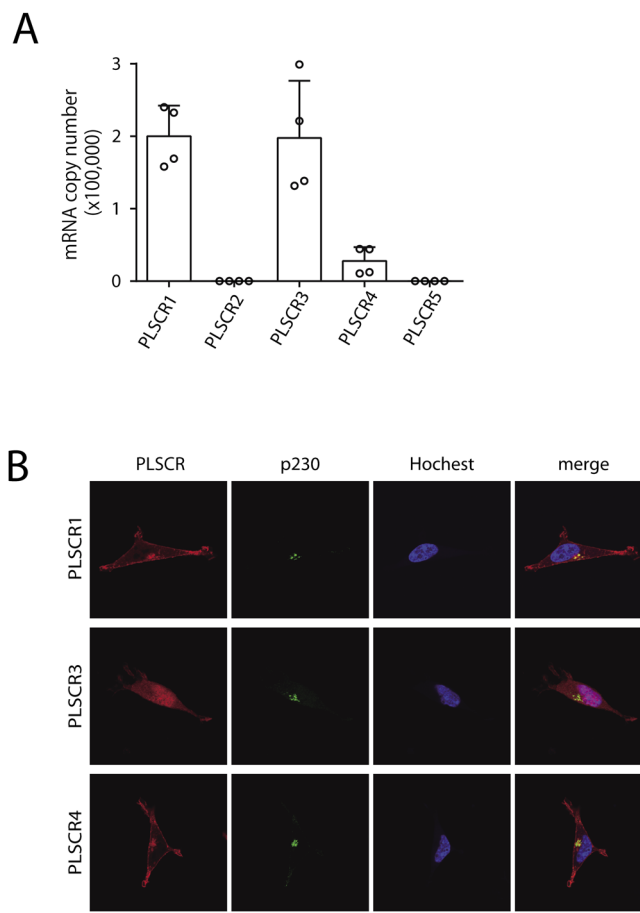 A
3
2
1
0
mRNA copy number
(x100,000)
PLSCR1
PLSCR2
PLSCR3
PLSCR4
PLSCR5
B
PLSCR
p230
Hochest
merge
PLSCR1
PLSCR3
PLSCR4